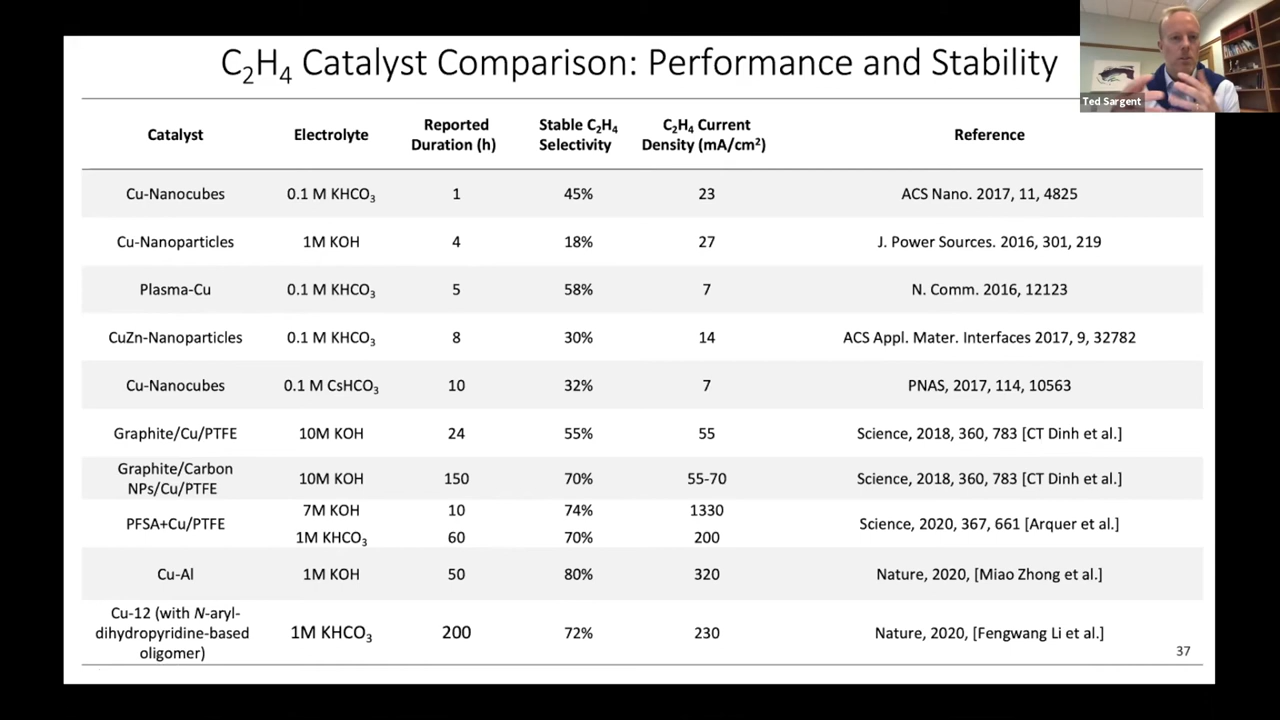 C₂H₄ Catalyst Comparison: Performance and Stability
Ted Sargent
Catalyst Electrolyte Reported Duration (h) Stable C₂H₄ Selectivity C₂H₄ Current Density (mA/cm²) Reference
Cu-Nanocubes 0.1 M KHCO₃ 1 45% 23 ACS Nano. 2017, 11, 4825
Cu-Nanoparticles 1M KOH 4 18% 27 J. Power Sources. 2016, 301, 219
Plasma-Cu 0.1 M KHCO₃ 5 58% 7 N. Comm. 2016, 12123
CuZn-Nanoparticles 0.1 M KHCO₃ 8 30% 14 ACS Appl. Mater. Interfaces 2017, 9, 32782
Cu-Nanocubes 0.1 M CsHCO₃ 10 32% 7 PNAS, 2017, 114, 10563
Graphite/Cu/PTFE 10M KOH 24 55% 55 Science, 2018, 360, 783 [CT Dinh et al.]
Graphite/Carbon NPs/Cu/PTFE 10M KOH 150 70% 55-70 Science, 2018, 360, 783 [CT Dinh et al.]
PFSA+Cu/PTFE 7M KOH 10 74% 1330 Science, 2020, 367, 661 [Arquer et al.]
1M KHCO₃ 60 70% 200
Cu-Al 1M KOH 50 80% 320 Nature, 2020, [Miao Zhong et al.]
Cu-12 (with N-aryl-dihydropyridine-based oligomer) 1M KHCO₃ 200 72% 230 Nature, 2020, [Fengwang Li et al.]
37